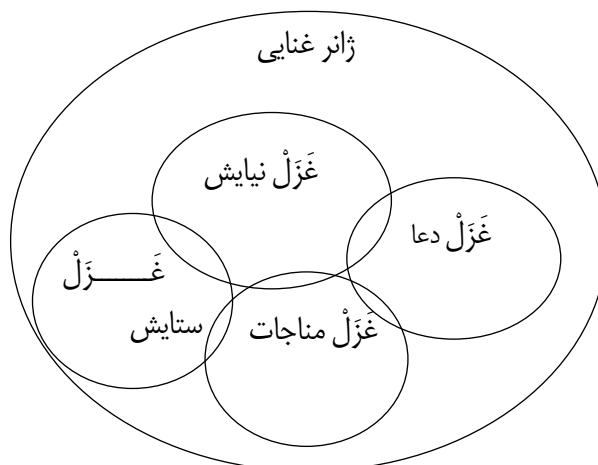 ژانر غنایی
غَزَلْ نیایش
غَزَلْ دعا
غَـــــزَلْ
ستایش
غَزَلْ مناجات